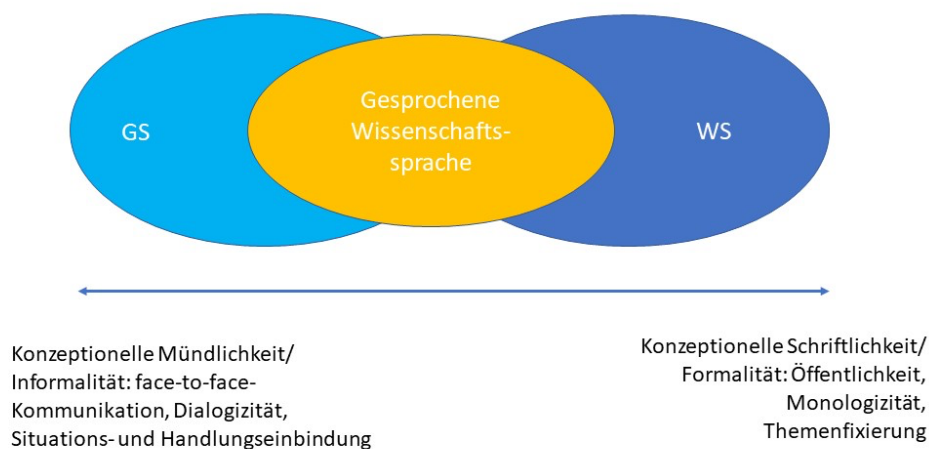 GS
Gesprochene
Wissenschafts-
sprache
WS
Konzeptionelle Mündlichkeit/
Informalität: face-to-face-
Kommunikation, Dialogizität,
Situations- und Handlungseinbindung
Konzeptionelle Schriftlichkeit/
Formalität: Öffentlichkeit,
Monologizität,
Themenfixierung